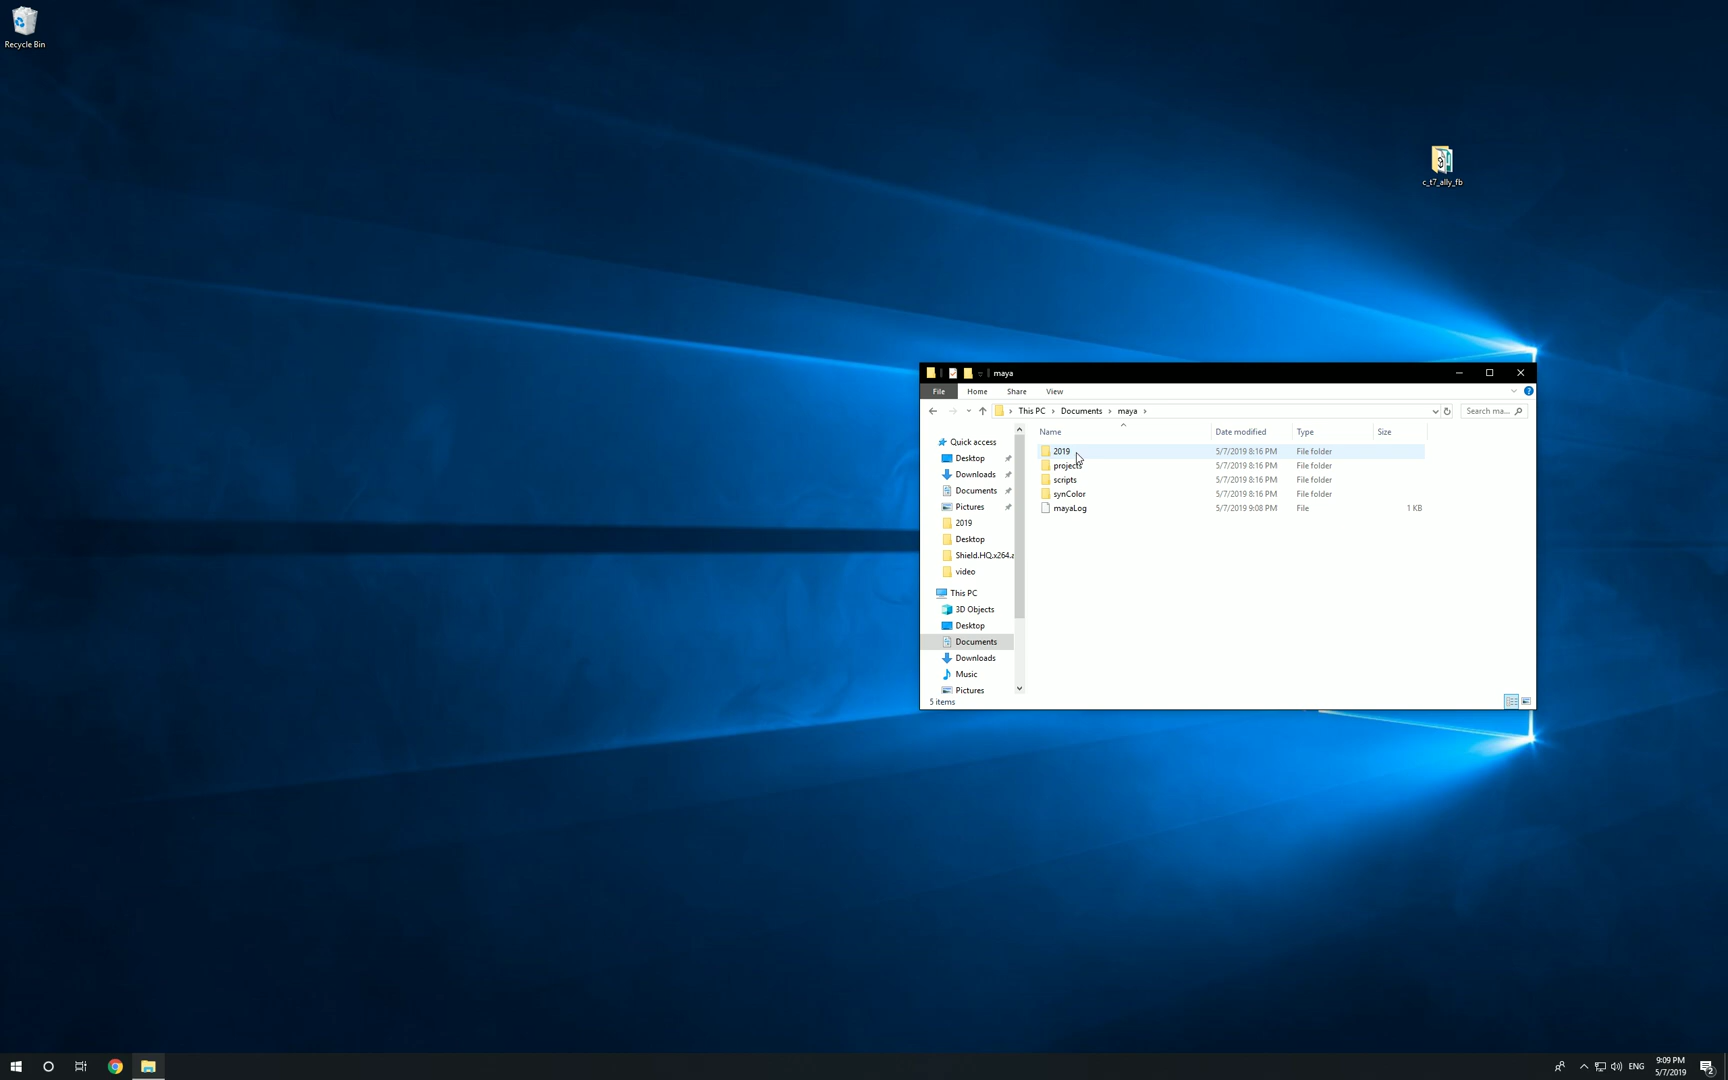 Recycle Bin
c_t7_ally_fb
maya
File Home Share View
This PC Documents maya
Search ma...
Name Date modified Type Size
Quick access
Desktop
Downloads
Documents
Pictures
2019
Desktop
Shield.HQ.x264.a
video
This PC
3D Objects
Desktop
Documents
Downloads
Music
Pictures
2019 5/7/2019 8:16 PM File folder
projects 5/7/2019 8:16 PM File folder
scripts 5/7/2019 8:16 PM File folder
synColor 5/7/2019 8:16 PM File folder
mayaLog 5/7/2019 9:08 PM File 1 KB
5 items
ENG
9:09 PM
5/7/2019
2